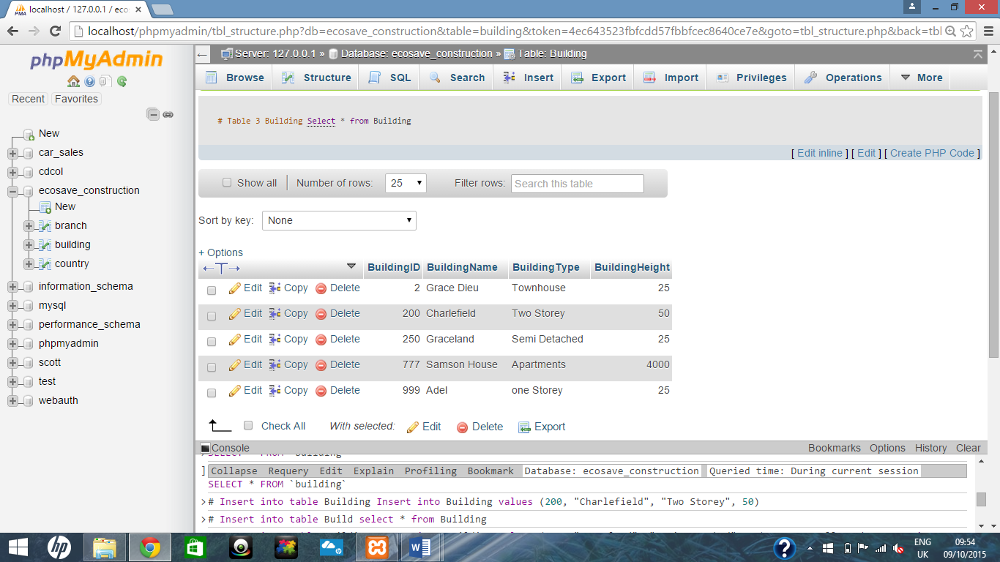 localhost / 127.0.0.1 / eco
localhost/phpmyadmin/tbl_structure.php?db=ecosave_construction&table=building&token=4ec643523fbfcdd57fbbfcec8640ce7e&goto=tbl_structure.php&back=tbl
phpMyAdmin
Recent Favorites
New
car_sales
cdcol
ecosave_construction
New
branch
building
country
information_schema
mysql
performance_schema
phpmyadmin
scott
test
webauth
Server: 127.0.0.1 » Database: ecosave_construction » Table: Building
Browse Structure SQL Search Insert Export Import Privileges Operations More
# Table 3 Building Select * from Building
[ Edit inline ] [ Edit ] [ Create PHP Code ]
Show all Number of rows: 25 Filter rows: Search this table
Sort by key: None
+ Options
←T→ BuildingID BuildingName BuildingType BuildingHeight
Edit Copy Delete 2 Grace Dieu Townhouse 25
Edit Copy Delete 200 Charlefield Two Storey 50
Edit Copy Delete 250 Graceland Semi Detached 25
Edit Copy Delete 777 Samson House Apartments 4000
Edit Copy Delete 999 Adel one Storey 25
Check All With selected: Edit Delete Export
Console Bookmarks Options History Clear
] Collapse Requery Edit Explain Profiling Bookmark Database: ecosave_construction Queried time: During current session
SELECT * FROM `building`
># Insert into table Building Insert into Building values (200, "Charlefield", "Two Storey", 50)
># Insert into table Build select * from Building
ENG 09:54
UK 09/10/2015